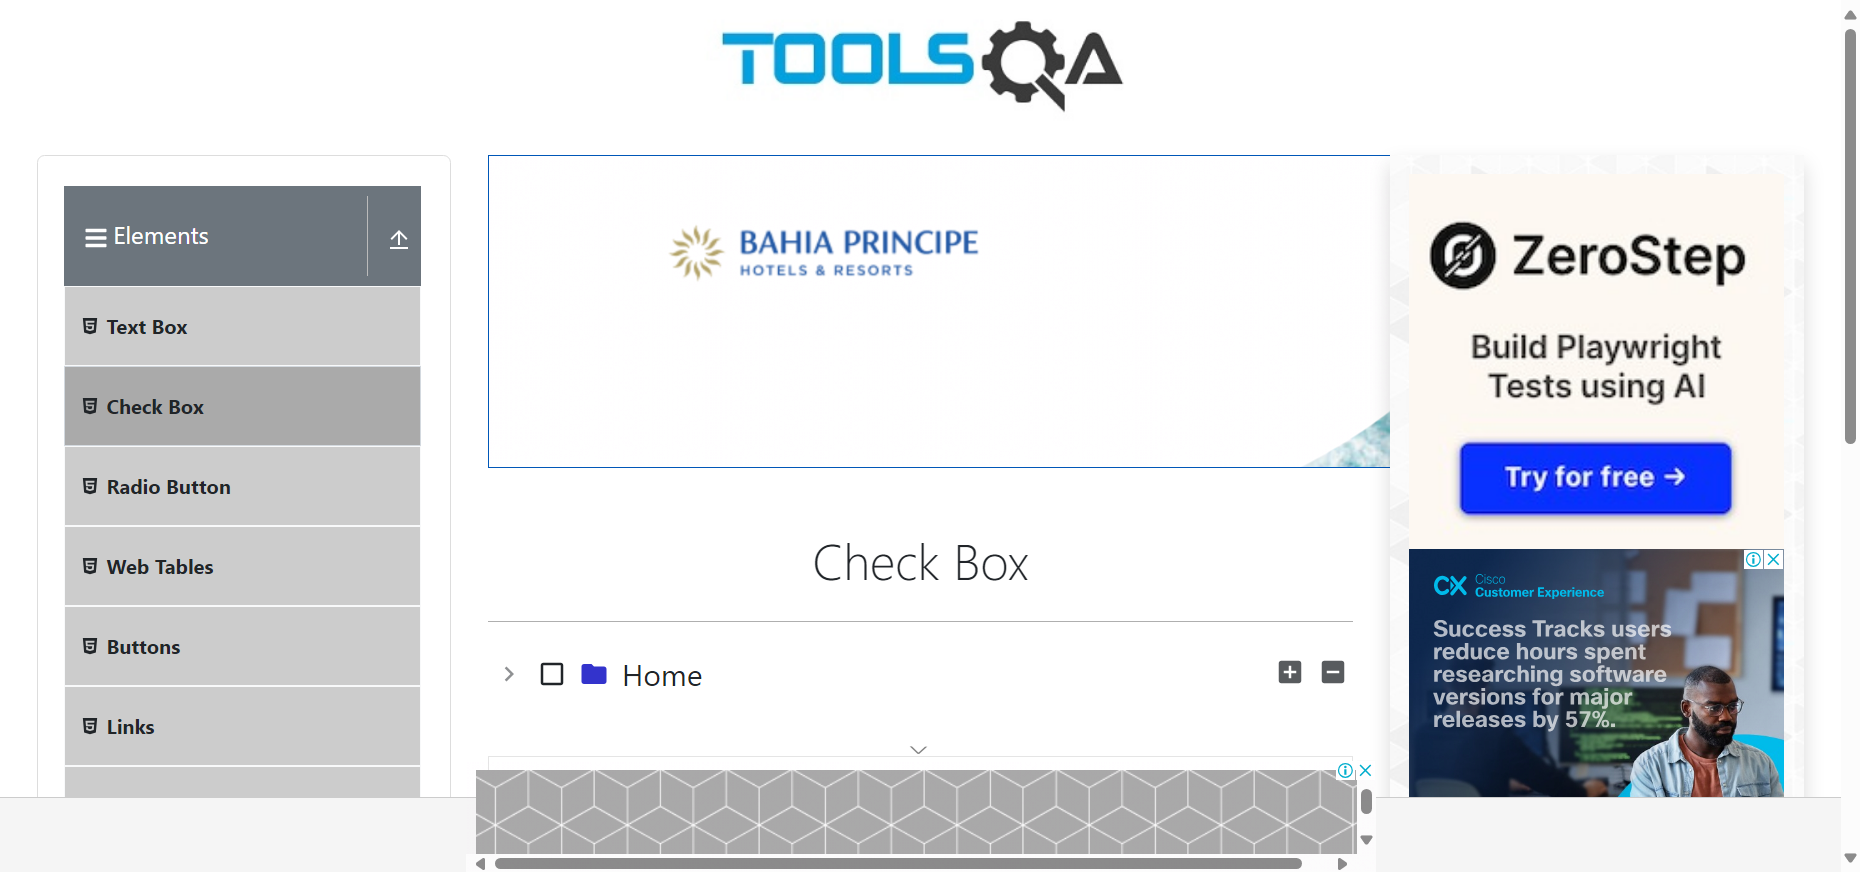 TOOLSQA
Elements
Text Box
Check Box
Radio Button
Web Tables
Buttons
Links
BAHIA PRINCIPE
HOTELS & RESORTS
Check Box
Home
ZeroStep
Build Playwright
Tests using AI
Try for free →
CX Cisco
Customer Experience
Success Tracks users
reduce hours spent
researching software
versions for major
releases by 57%.